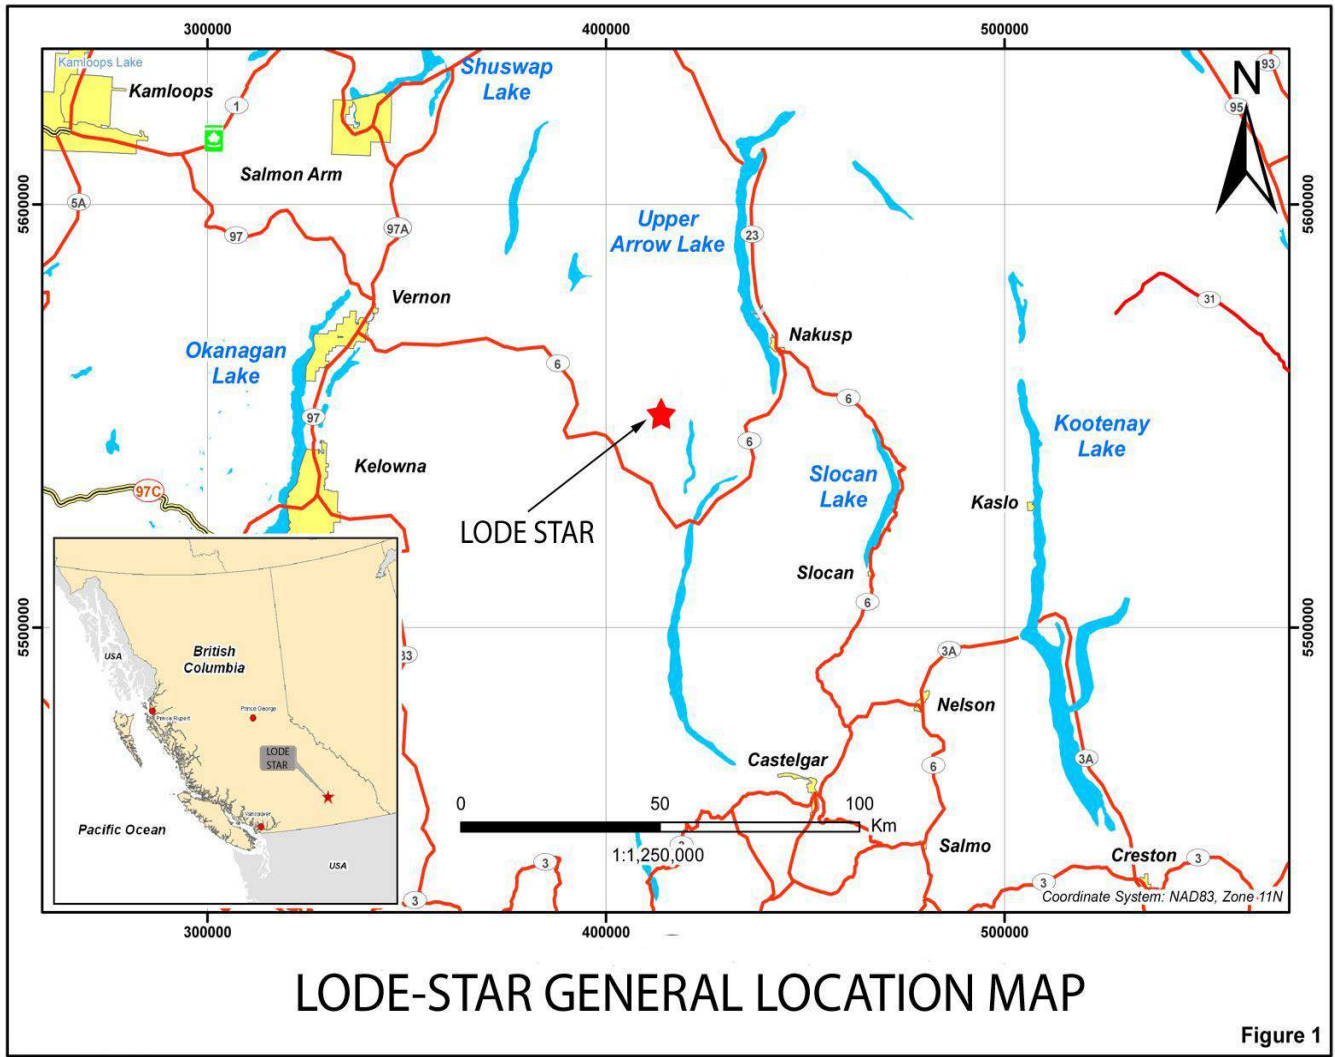 300000
400000
500000
Kamloops Lake
Kamloops
Shuswap
Lake
93
N
1
95
Salmon Arm
5600000
5600000
5A
97
97A
Upper
Arrow Lake
23
Vernon
31
Okanagan
Lake
Nakusp
6
6
97
6
Kootenay
Lake
Kelowna
Slocan
Lake
97C
Kaslo
LODE STAR
Slocan
6
5500000
5500000
3A
33
British
Columbia
USA
Prince Rupert
Prince George
LODE
STAR
Vancouver
Pacific Ocean
USA
Nelson
3A
Castelgar
6
0
50
100
Km
1:1,250,000
3
Salmo
Creston
3
3
3
3
Coordinate System: NAD83, Zone 11N
300000
400000
500000
LODE-STAR GENERAL LOCATION MAP
Figure 1